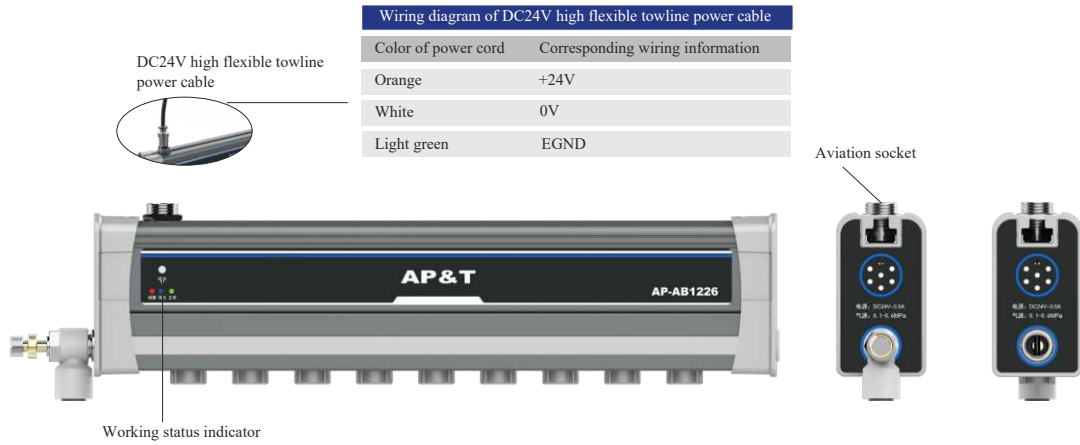 Wiring diagram of DC24V high flexible towline power cable
Color of power cord Corresponding wiring information
Orange +24V
White 0V
Light green EGND
DC24V high flexible towline
power cable
Aviation socket
AP&T
AP-AB1226
Working status indicator
电源: DC24V-0.5A
气源: 0.1-0.6MPa
电源: DC24V-0.5A
气源: 0.1-0.6MPa